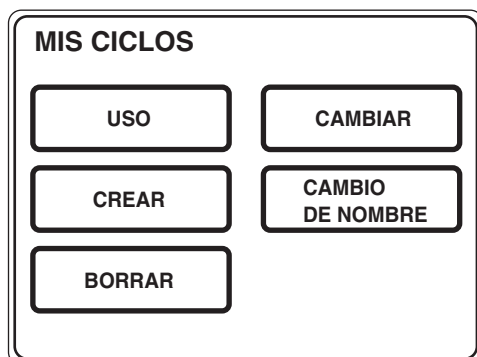 MIS CICLOS
USO
CAMBIAR
CREAR
CAMBIO
DE NOMBRE
BORRAR